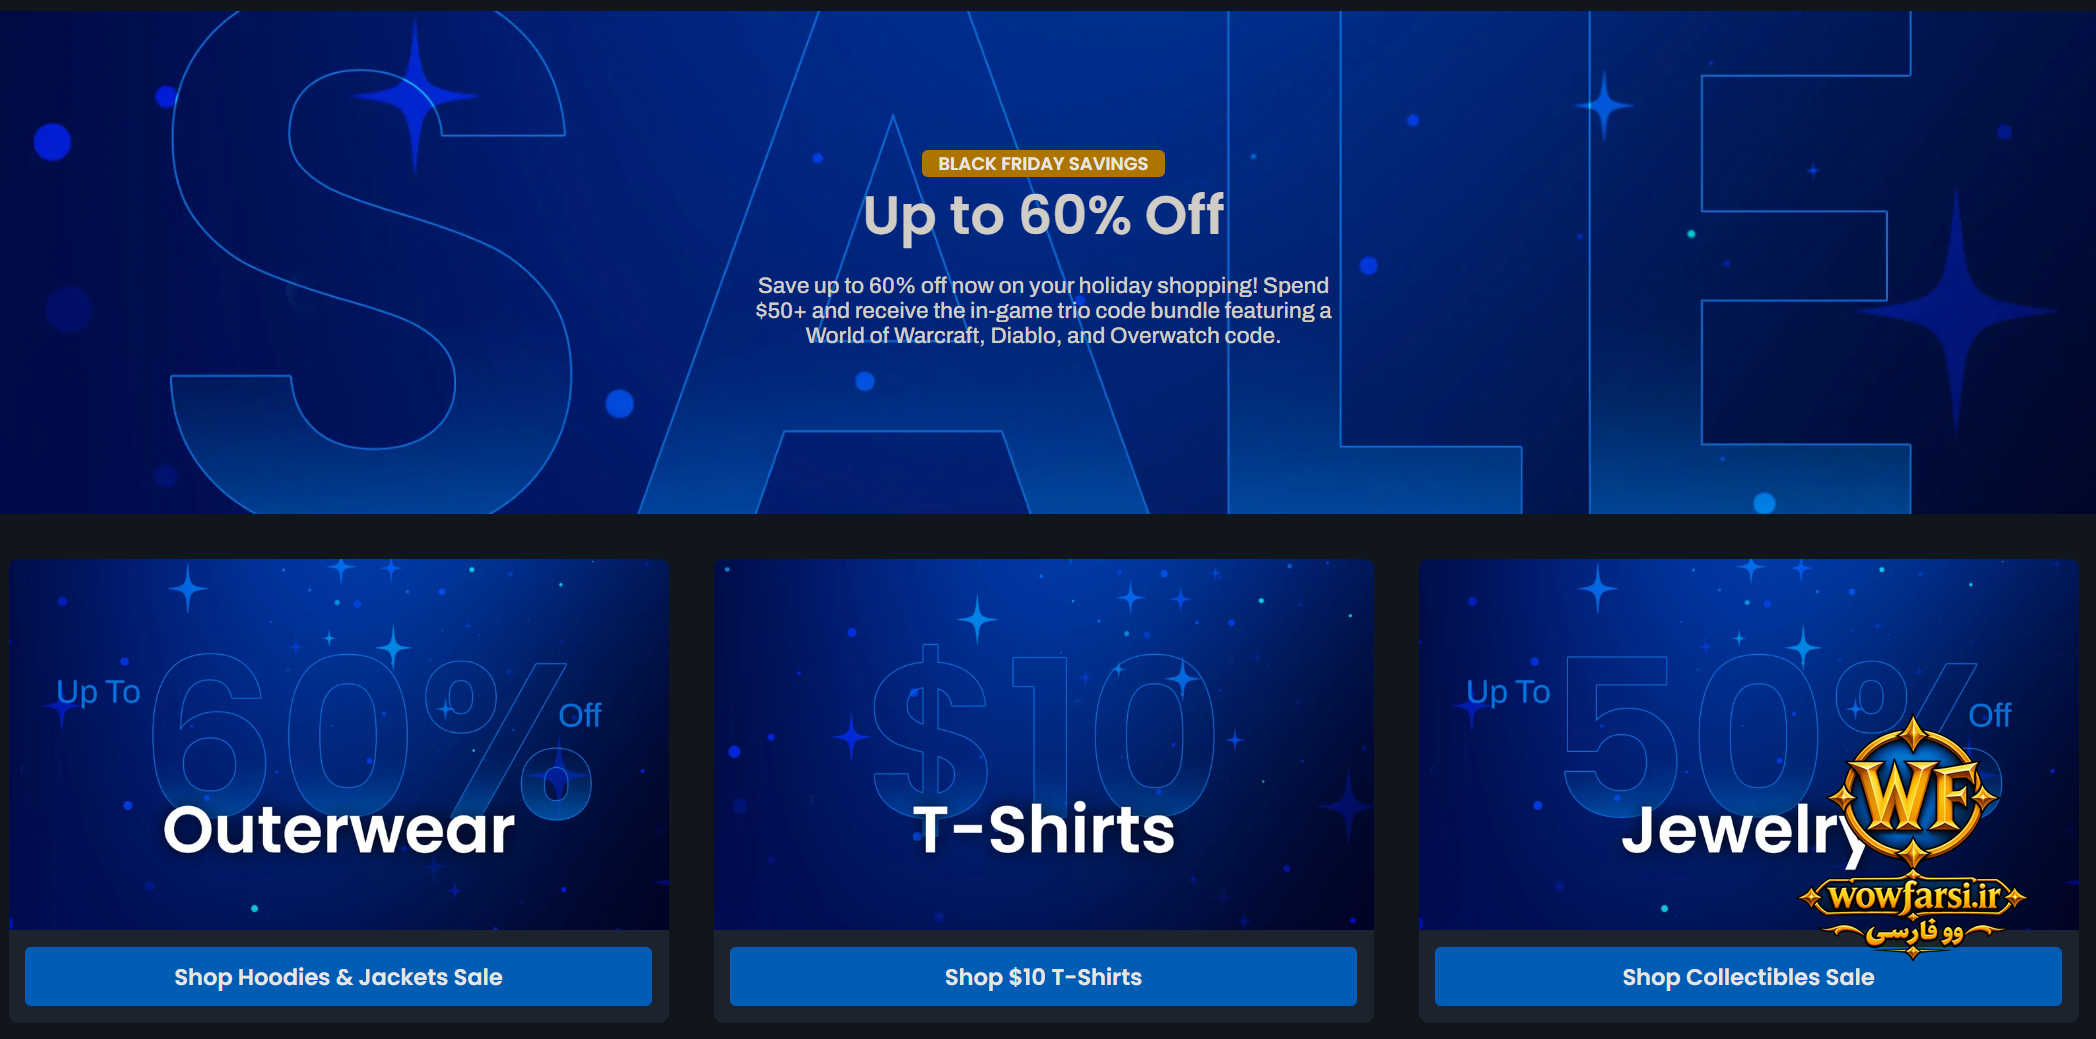 SALE
BLACK FRIDAY SAVINGS
Up to 60% Off
Save up to 60% off now on your holiday shopping! Spend
$50+ and receive the in-game trio code bundle featuring a
World of Warcraft, Diablo, and Overwatch code.
Up To 60% Off
Outerwear
Shop Hoodies & Jackets Sale
$10
T-Shirts
Shop $10 T-Shirts
Up To 50% Off
Jewelry
Shop Collectibles Sale
WF
wowfarsi.ir
وو فارسی